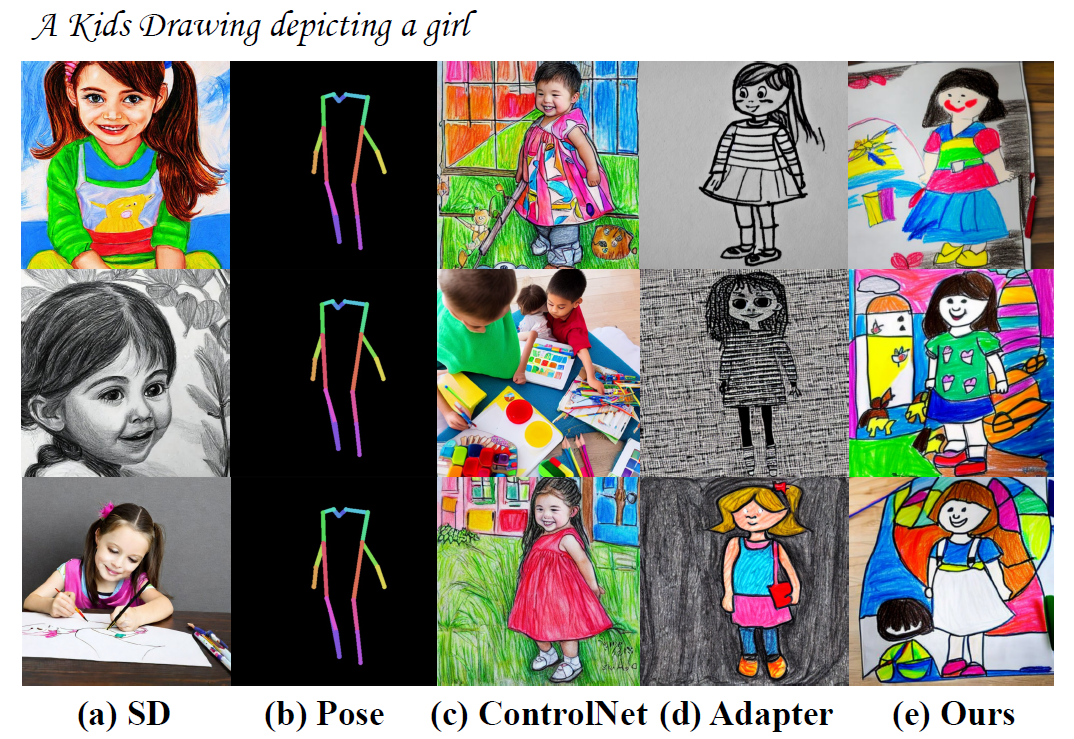 A Kids Drawing depicting a girl
(a) SD (b) Pose (c) ControlNet (d) Adapter (e) Ours